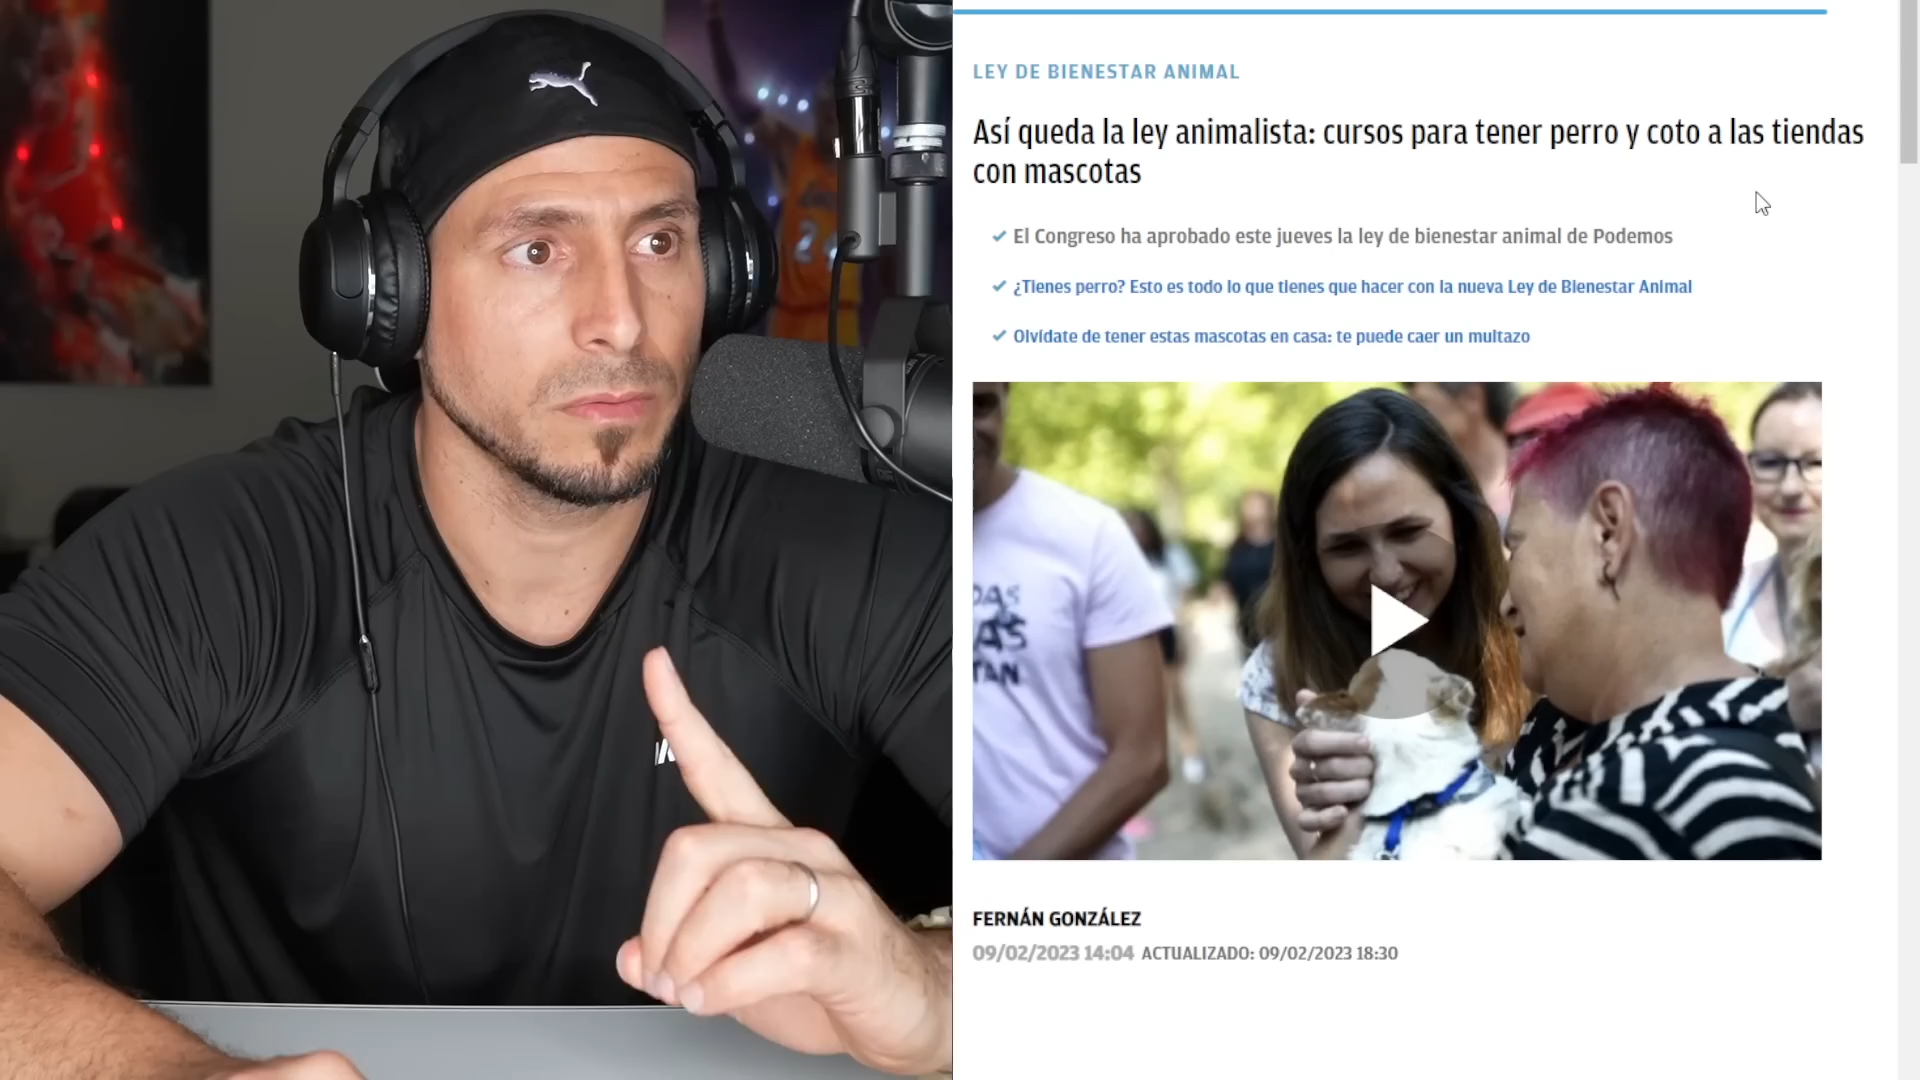 LEY DE BIENESTAR ANIMAL
Así queda la ley animalista: cursos para tener perro y coto a las tiendas
con mascotas
El Congreso ha aprobado este jueves la ley de bienestar animal de Podemos
¿Tienes perro? Esto es todo lo que tienes que hacer con la nueva Ley de Bienestar Animal
Olvídate de tener estas mascotas en casa: te puede caer un multazo
DAS
AS
TAN
FERNÁN GONZÁLEZ
09/02/2023 14:04 ACTUALIZADO: 09/02/2023 18:30